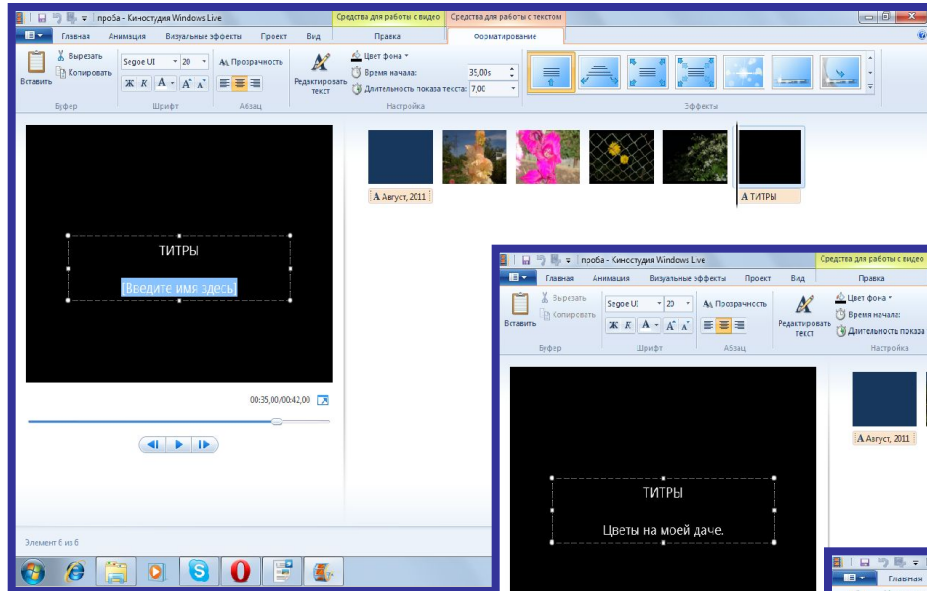 проба - Киностудия Windows Live
Средства для работы с видео
Средства для работы с текстом
Главная Анимация Визуальные эффекты Проект Вид Правка Форматирование
Вставить
Вырезать
Копировать
Буфер
Segoe UI 20
Ж К А А А
Шрифт
Прозрачность
Абзац
Редактировать текст
Цвет фона
Время начала: 35,00s
Длительность показа текста: 7,00
Настройка
Эффекты
А Август, 2011
А ТИТРЫ
ТИТРЫ
[Введите имя здесь]
00:35,00/00:42,00
Элемент 6 из 6
проба - Киностудия Windows Live
Средства для работы с видео
Главная Анимация Визуальные эффекты Проект Вид Правка
Вставить
Вырезать
Копировать
Буфер
Segoe UI 20
Ж К А А А
Шрифт
Прозрачность
Абзац
Редактировать текст
Цвет фона
Время начала:
Длительность показа
Настройка
А Август, 2011
ТИТРЫ
Цветы на моей даче.
Главная